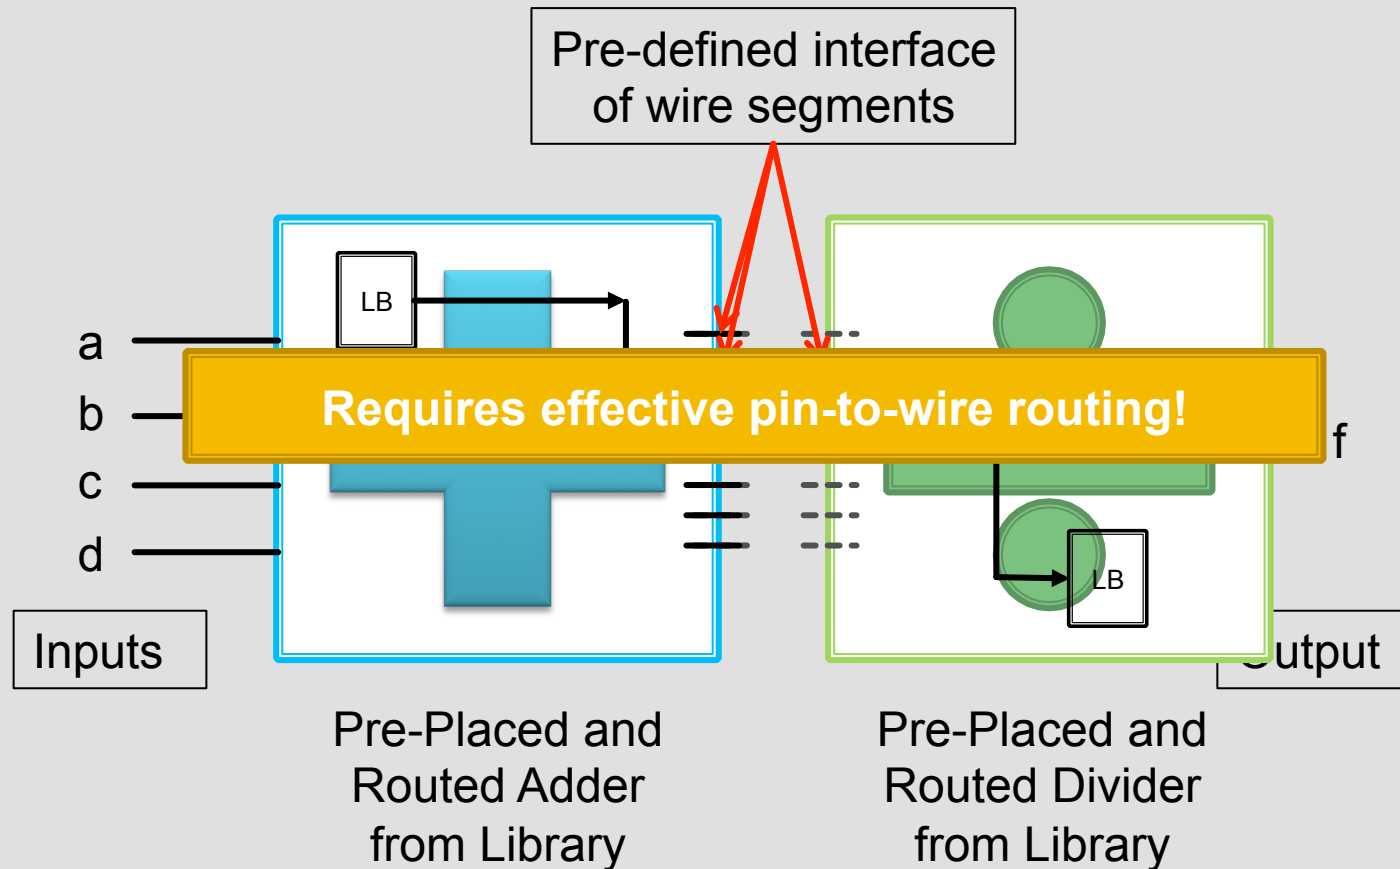 Pre-defined interface
of wire segments
LB
a
b
c
d
Requires effective pin-to-wire routing!
f
LB
Inputs
Output
Pre-Placed and
Routed Adder
from Library
Pre-Placed and
Routed Divider
from Library